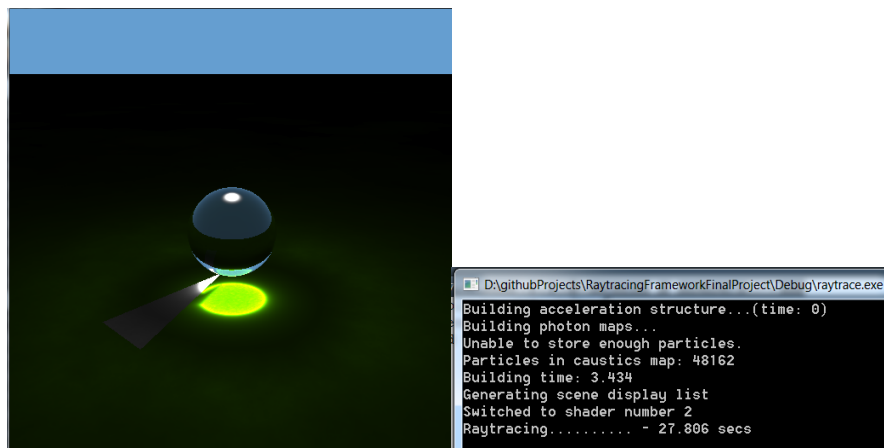 D:\githubProjects\RaytracingFrameworkFinalProject\Debug\raytrace.exe
Building acceleration structure...(time: 0)
Building photon maps...
Unable to store enough particles.
Particles in caustics map: 48162
Building time: 3.434
Generating scene display list
Switched to shader number 2
Raytracing.......... - 27.806 secs